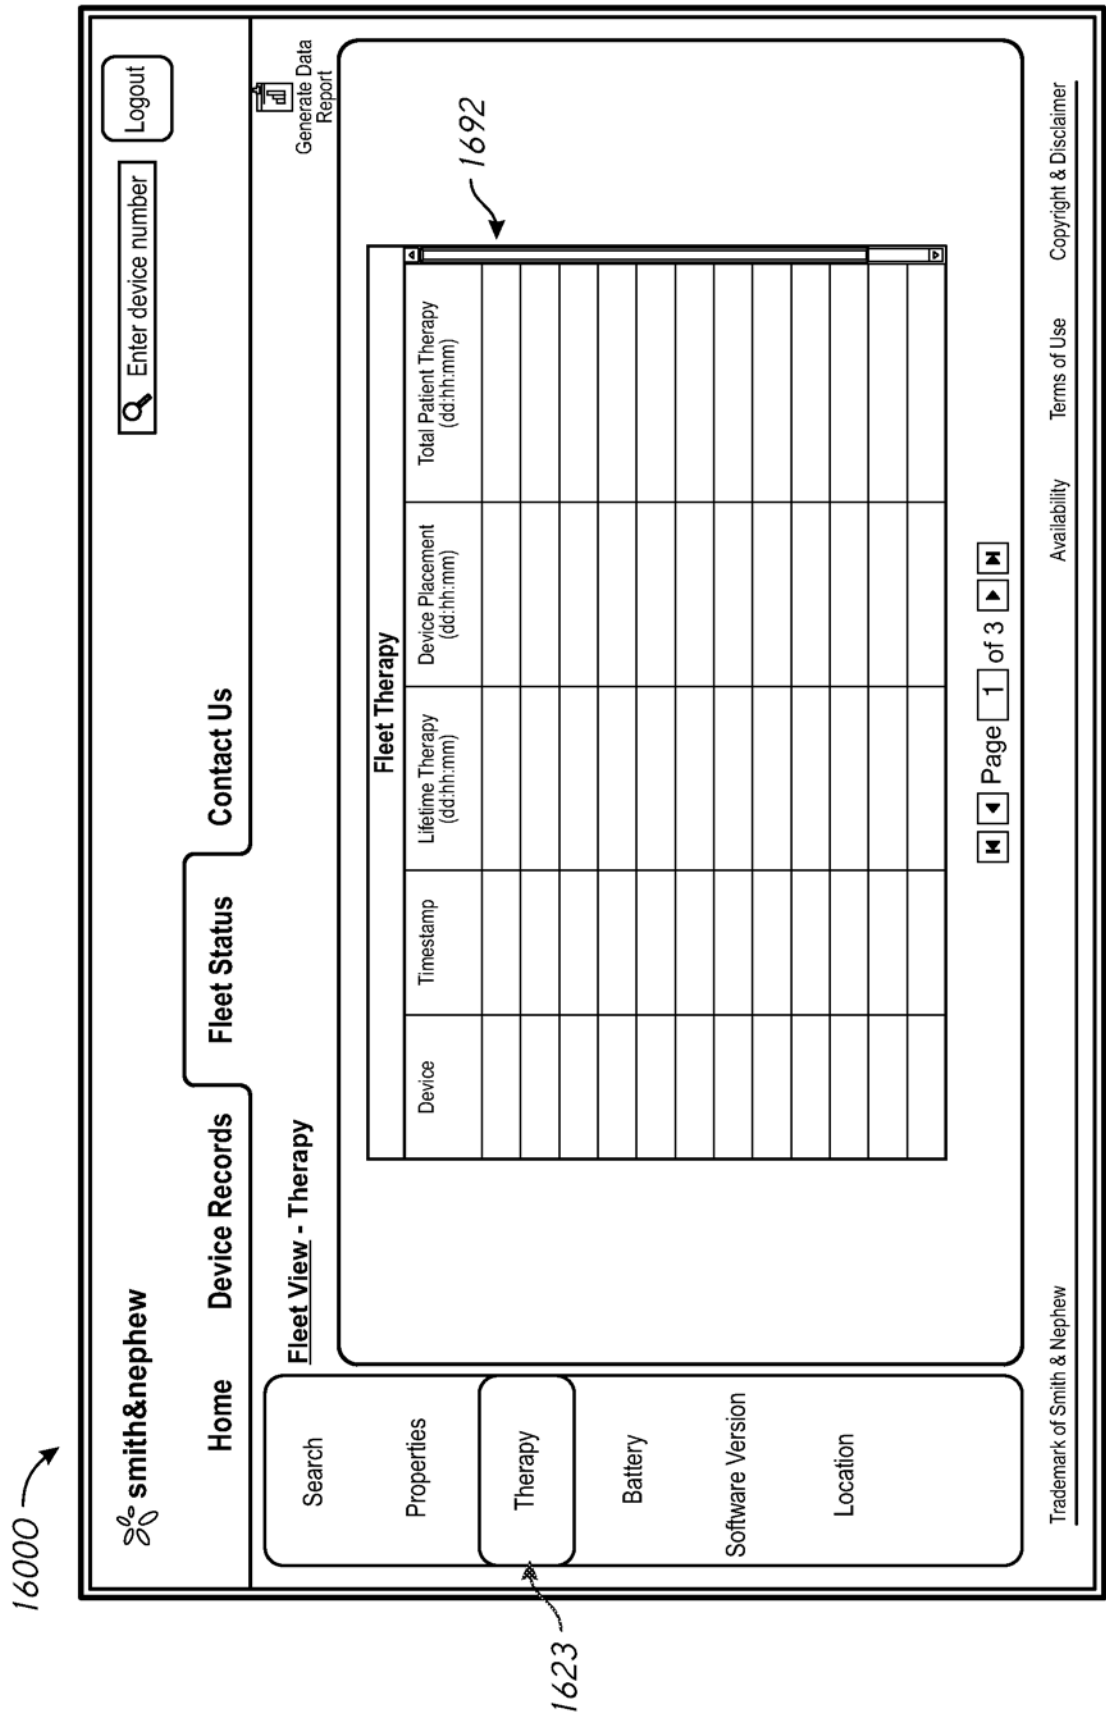 16000
smith&nephew
Enter device number
Logout
Home
Device Records
Fleet Status
Contact Us
Fleet View - Therapy
Generate Data
Report
Search
Properties
Therapy
Battery
Software Version
Location
1623
Fleet Therapy
Device
Timestamp
Lifetime Therapy
(dd:hh:mm)
Device Placement
(dd:hh:mm)
Total Patient Therapy
(dd:hh:mm)
1692
Page 1 of 3
Trademark of Smith & Nephew
Availability
Terms of Use
Copyright & Disclaimer